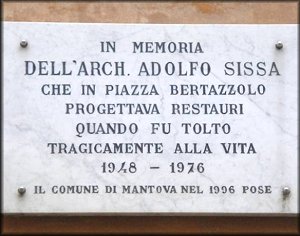 IN MEMORIA
DELL'ARCH. ADOLFO SISSA
CHE IN PIAZZA BERTAZZOLO
PROGETTAVA RESTAURI
QUANDO FU TOLTO
TRAGICAMENTE ALLA VITA
1948 - 1976
IL COMUNE DI MANTOVA NEL 1996 POSE